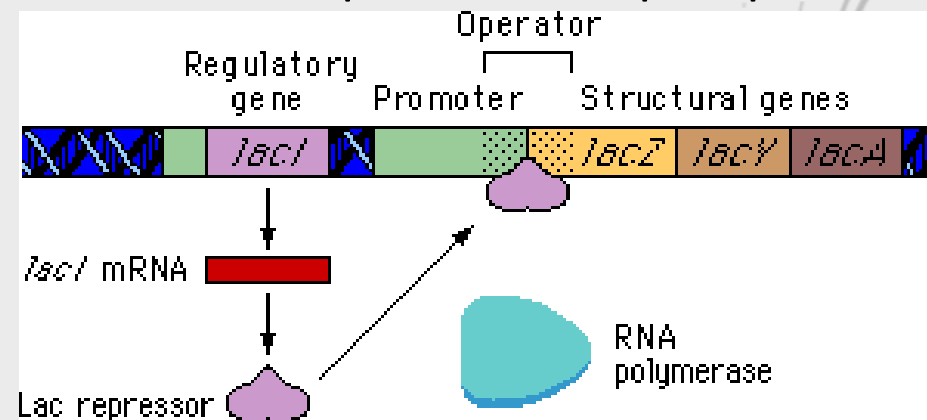 Operator
Regulatory
gene
Promoter
Structural genes
lacI
lacZ
lacY
lacA
lacI mRNA
RNA
polymerase
Lac repressor